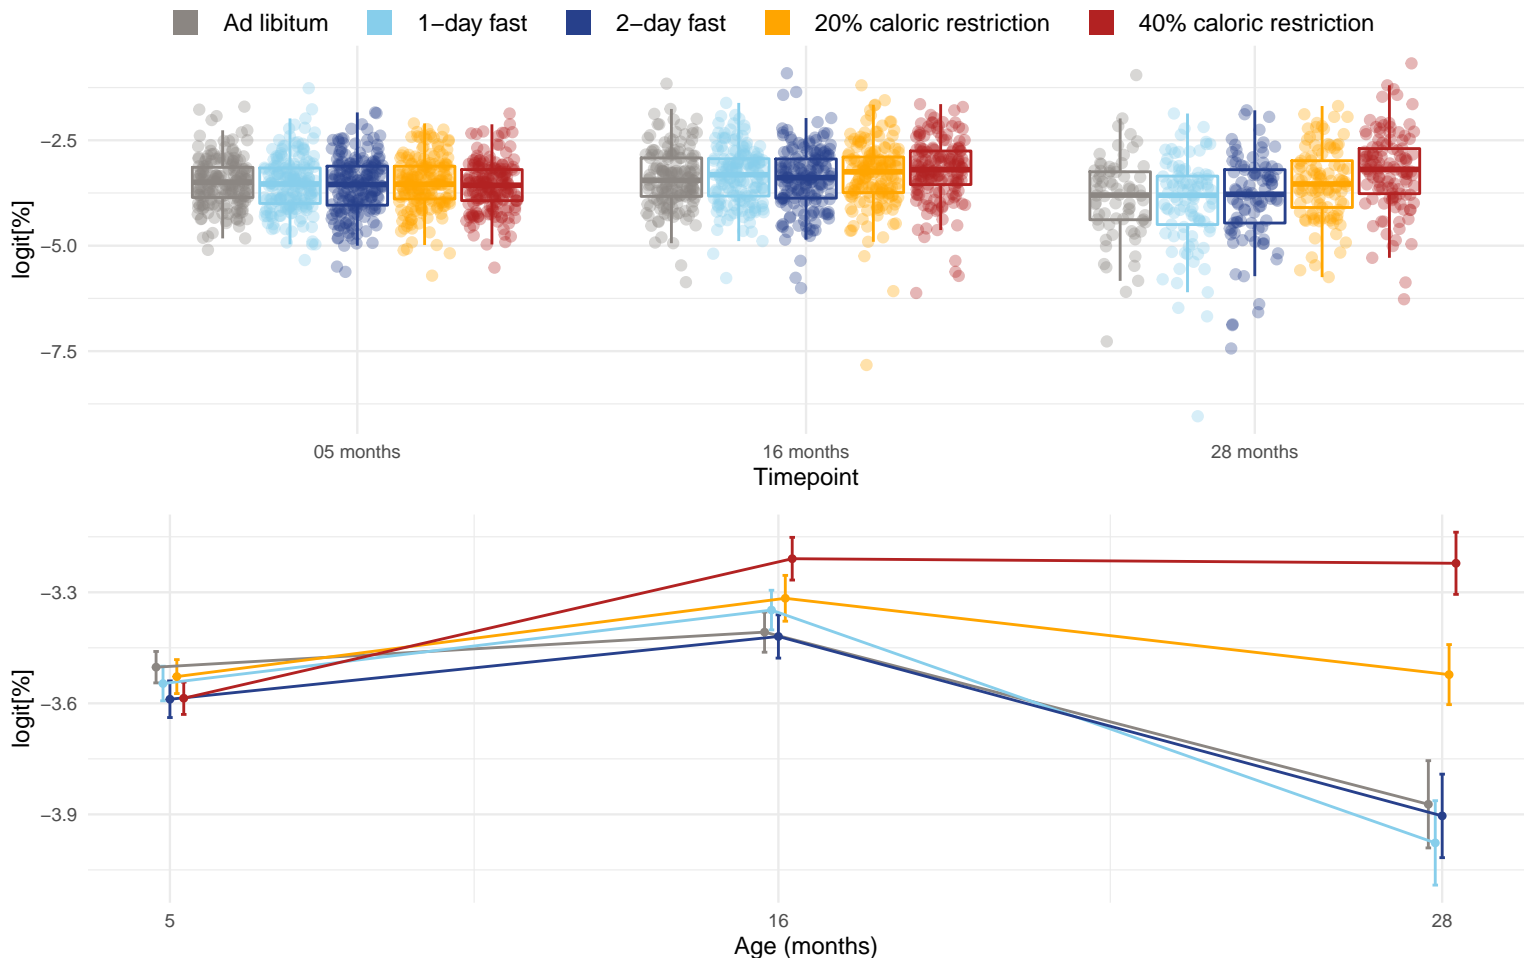 Ad libitum 1−day fast 2−day fast 20% caloric restriction 40% caloric restriction
−2.5
−5.0
−7.5
logit[%]
05 months 16 months 28 months
Timepoint
−3.3
−3.6
−3.9
logit[%]
5 16 28
Age (months)